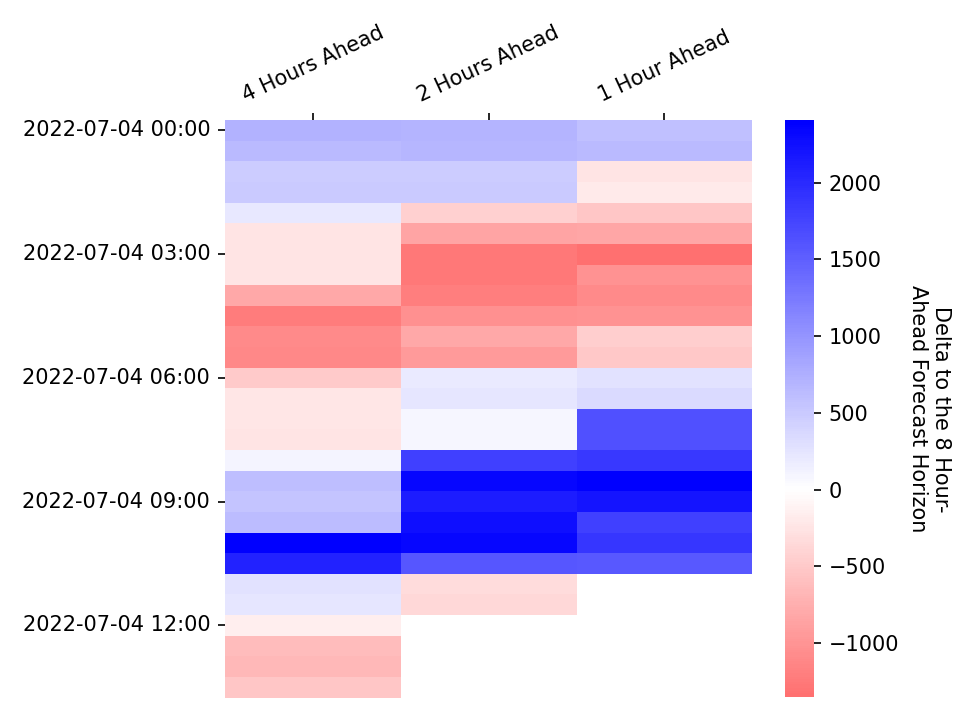 4 Hours Ahead
2 Hours Ahead
1 Hour Ahead
2022-07-04 00:00
2022-07-04 03:00
2022-07-04 06:00
2022-07-04 09:00
2022-07-04 12:00
2000
1500
1000
500
0
−500
−1000
Delta to the 8 Hour-
Ahead Forecast Horizon